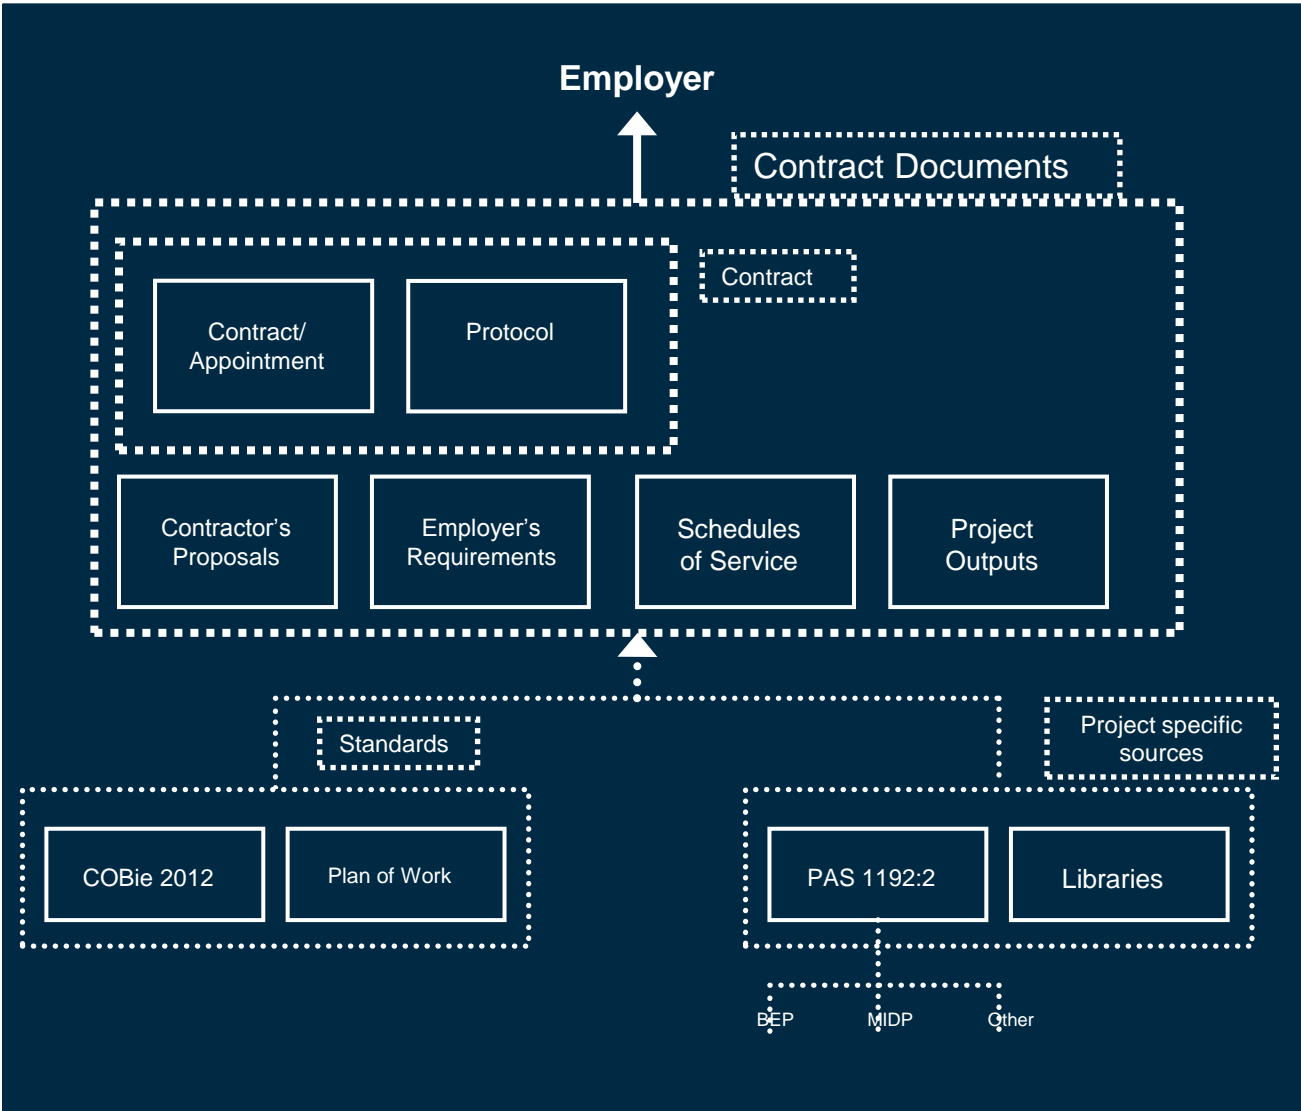 Employer
Contract Documents
Contract
Contract/
Appointment
Protocol
Contractor’s
Proposals
Employer’s
Requirements
Schedules
of Service
Project
Outputs
Standards
Project specific
sources
COBie 2012
Plan of Work
PAS 1192:2
Libraries
BEP
MIDP
Other